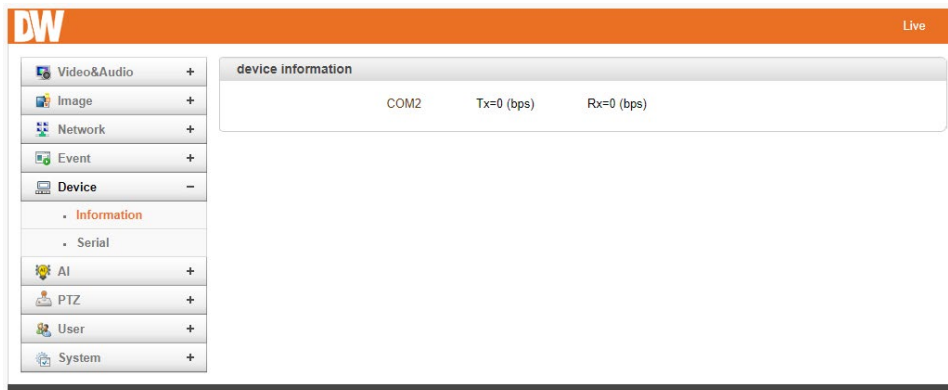 DW
Live
Video&Audio +
Image +
Network +
Event +
Device −
Information
Serial
AI +
PTZ +
User +
System +
device information
COM2 Tx=0 (bps) Rx=0 (bps)